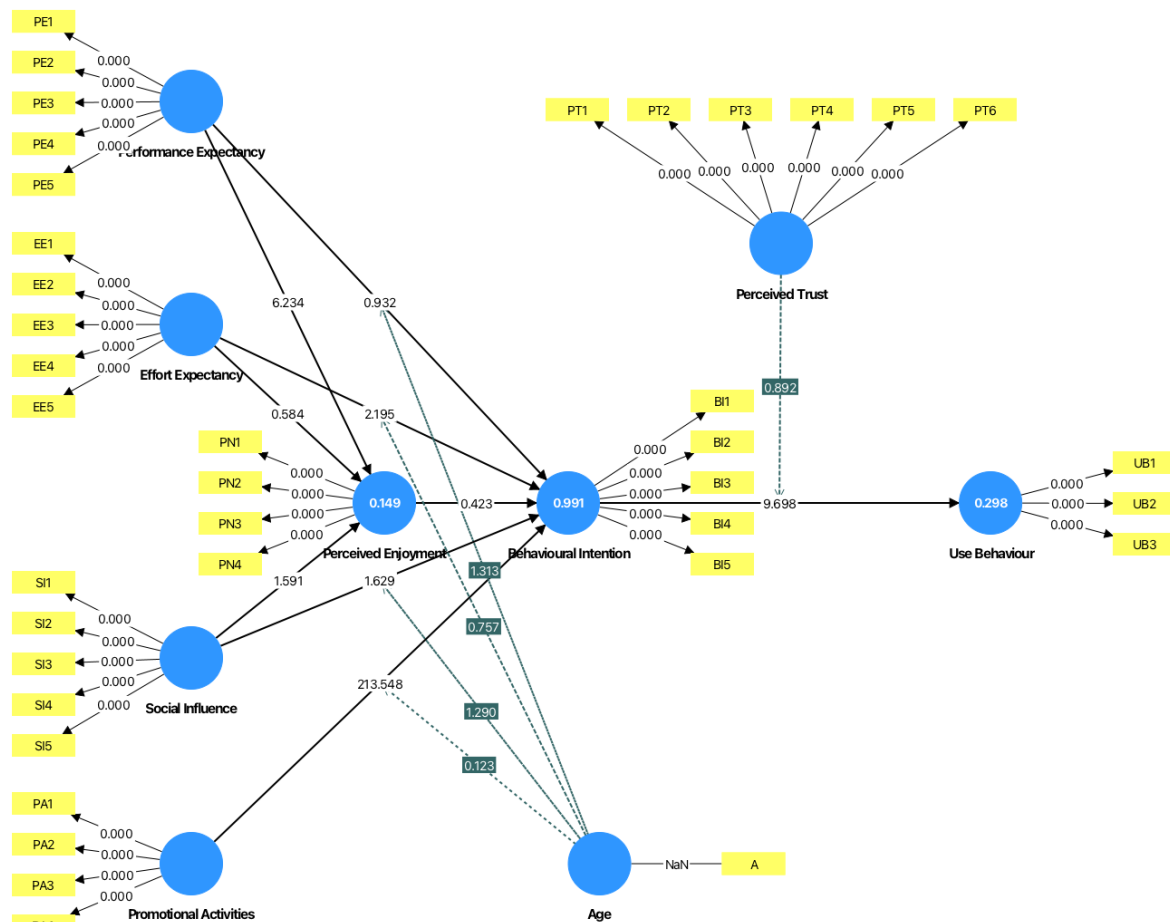 PE1
0.000
PE2
0.000
PE3
0.000
PE4
0.000
PE5
0.000
Performance Expectancy
EE1
0.000
EE2
0.000
EE3
0.000
EE4
0.000
EE5
0.000
Effort Expectancy
PT1
PT2
PT3
PT4
PT5
PT6
0.000
0.000
0.000
0.000
0.000
0.000
Perceived Trust
6.234
0.932
0.584
2.195
0.892
PN1
0.000
PN2
0.000
PN3
0.000
PN4
0.000
0.149
Perceived Enjoyment
0.423
0.991
Behavioural Intention
BI1
0.000
BI2
0.000
BI3
0.000
BI4
0.000
BI5
0.000
9.698
0.298
Use Behaviour
UB1
0.000
UB2
0.000
UB3
0.000
SI1
0.000
SI2
0.000
SI3
0.000
SI4
0.000
SI5
0.000
Social Influence
1.591
1.629
1.313
0.757
213.548
1.290
0.123
PA1
0.000
PA2
0.000
PA3
0.000
0.000
Promotional Activities
Age
NaN
A